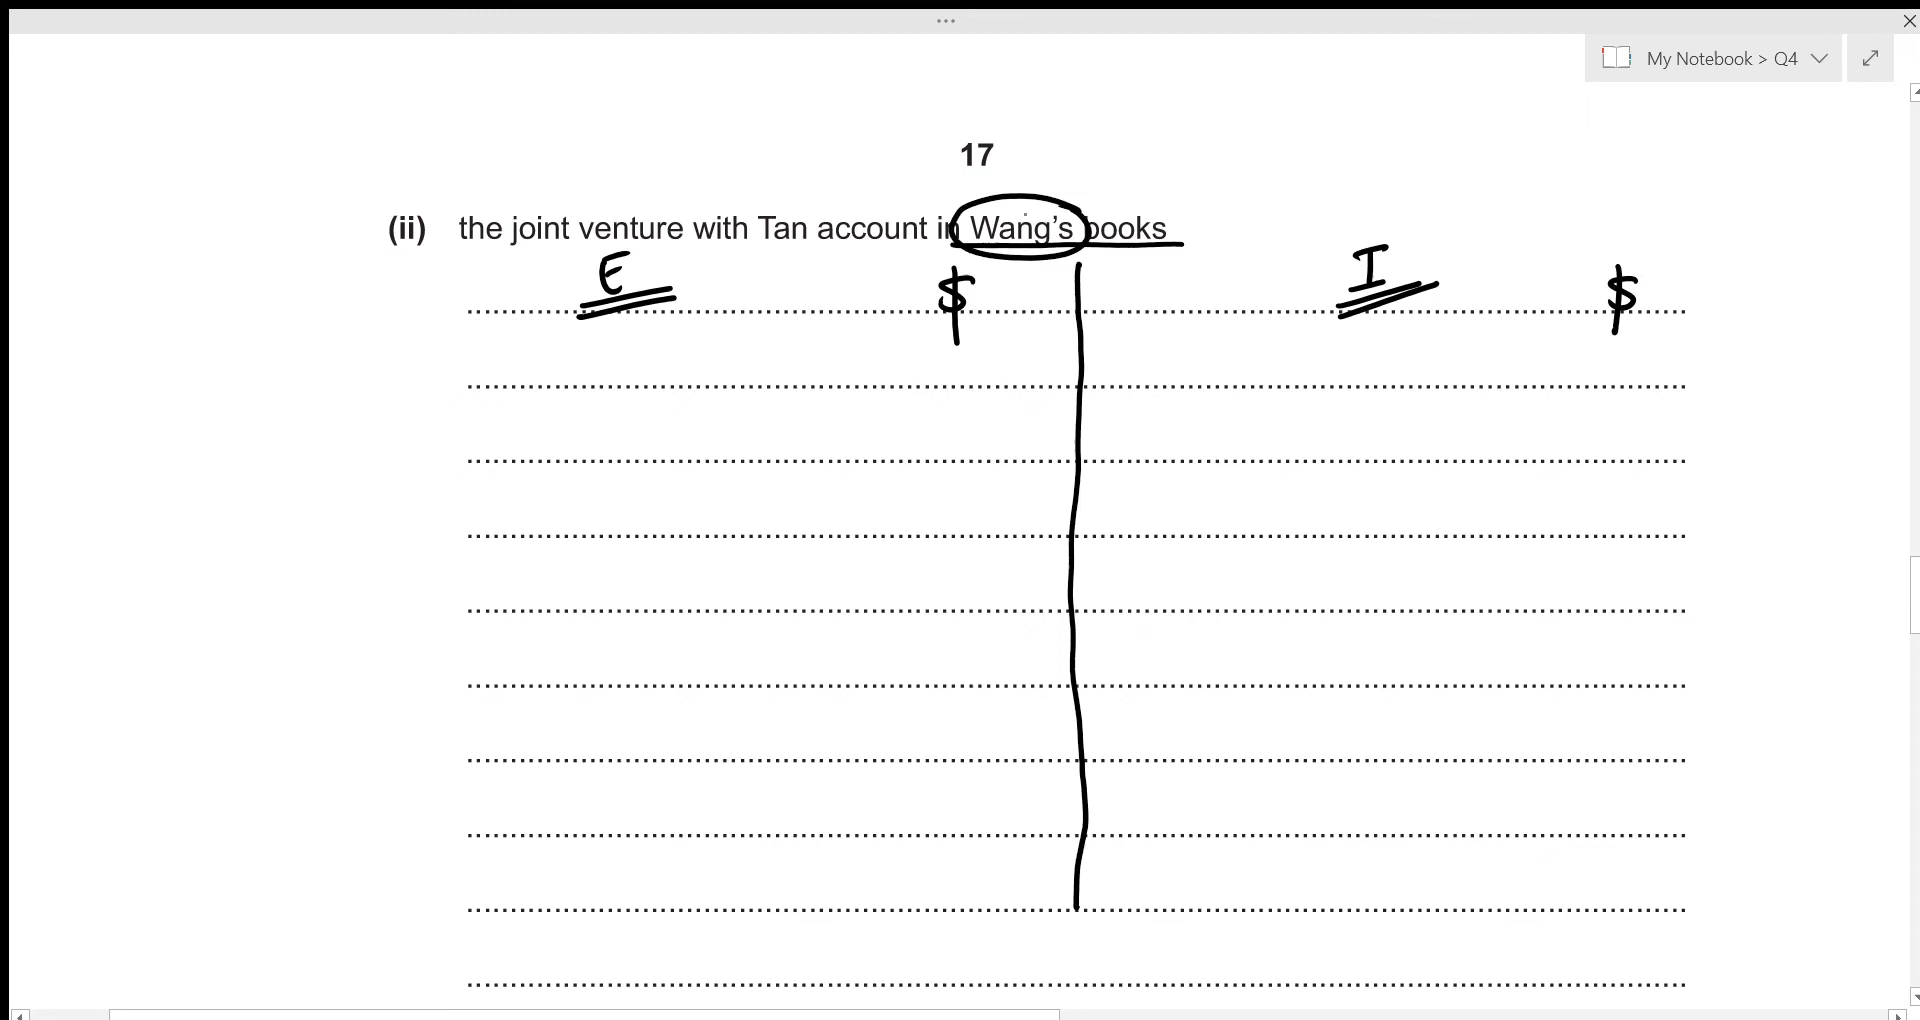 My Notebook > Q4
17
(ii) the joint venture with Tan account in Wang's books
E $ I $